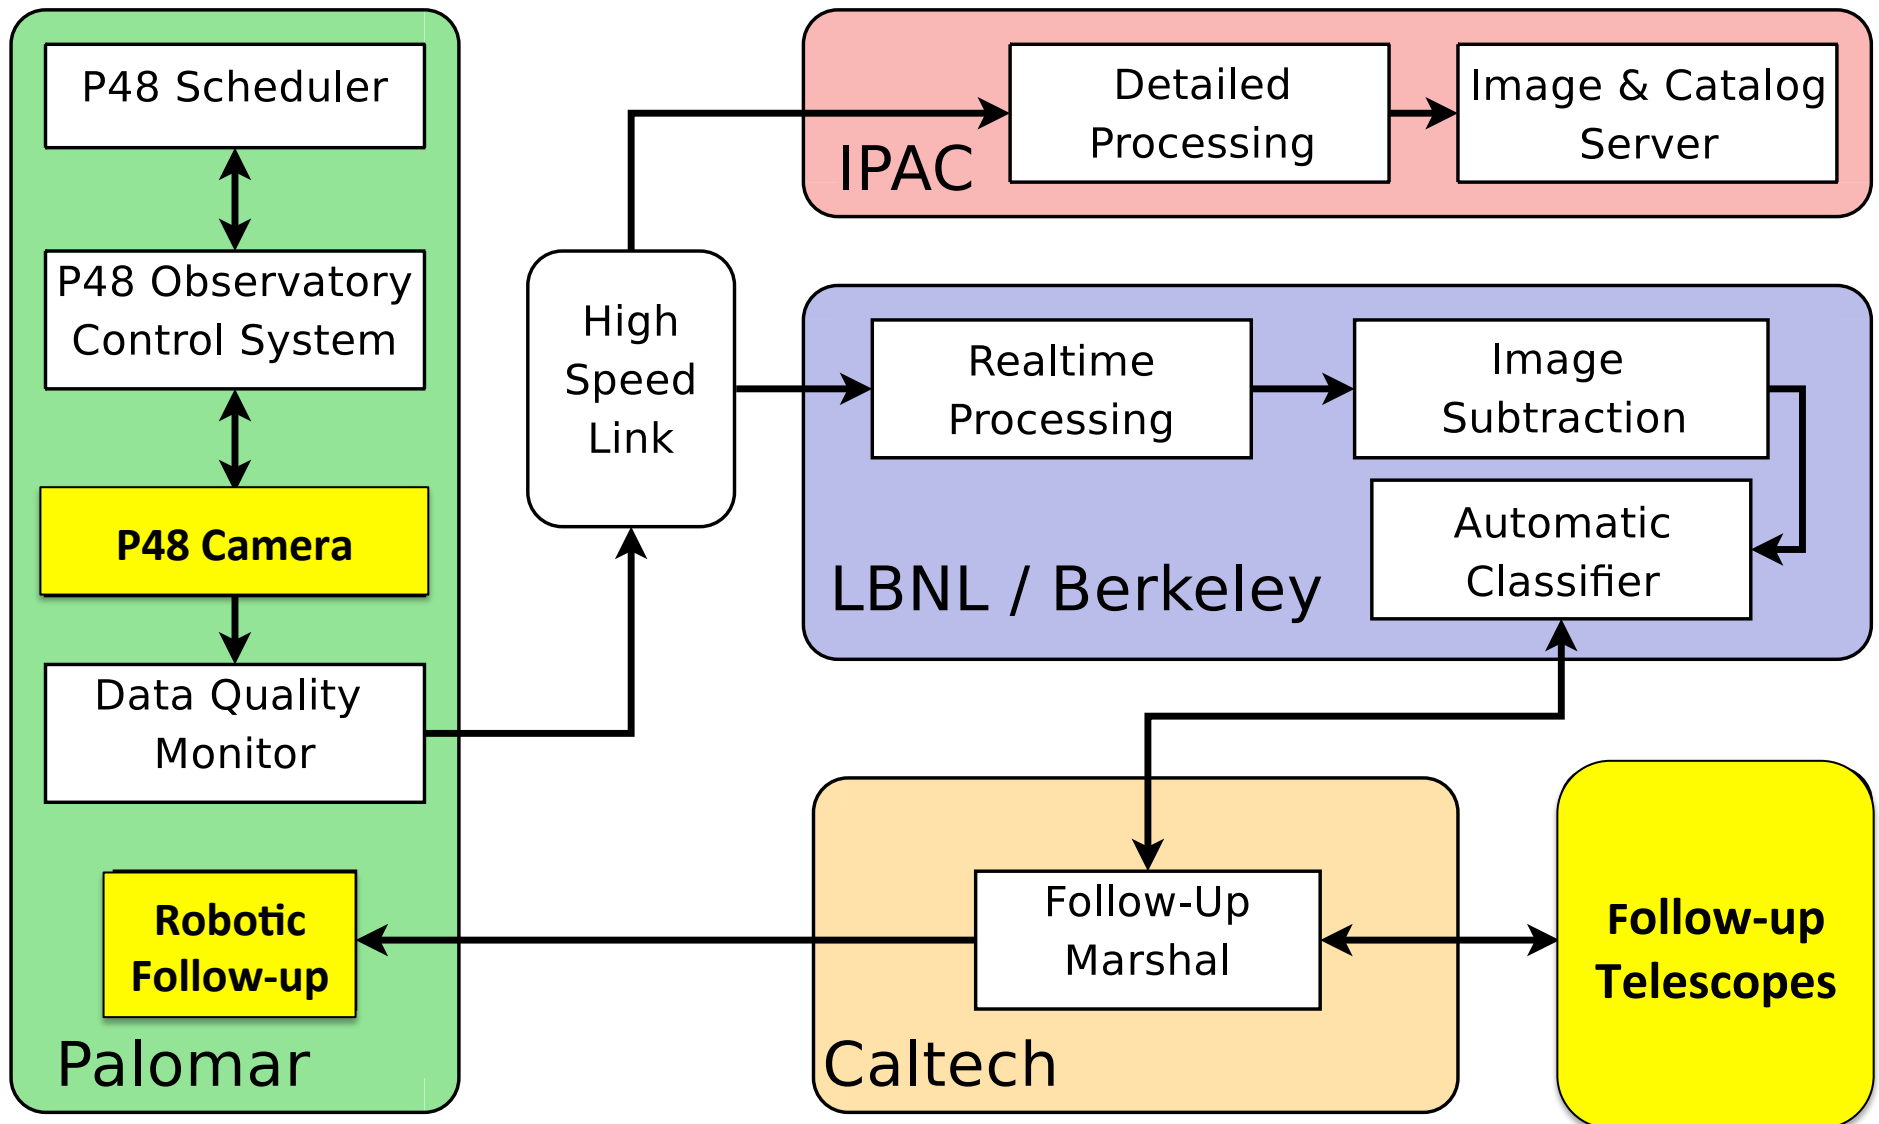 P48 Scheduler
P48 Observatory
Control System
P48 Camera
Data Quality
Monitor
Robotic
Follow-up
Palomar
High
Speed
Link
Detailed
Processing
Image & Catalog
Server
IPAC
Realtime
Processing
Image
Subtraction
Automatic
Classifier
LBNL / Berkeley
Follow-Up
Marshal
Caltech
Follow-up
Telescopes